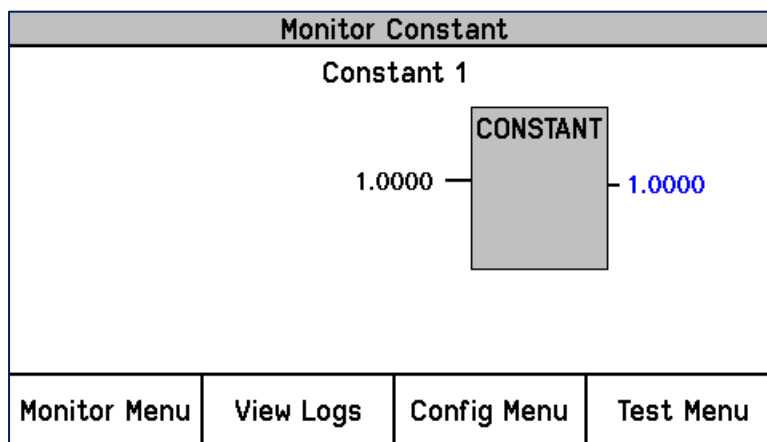 Monitor Constant
Constant 1
CONSTANT
1.0000 1.0000
Monitor Menu View Logs Config Menu Test Menu